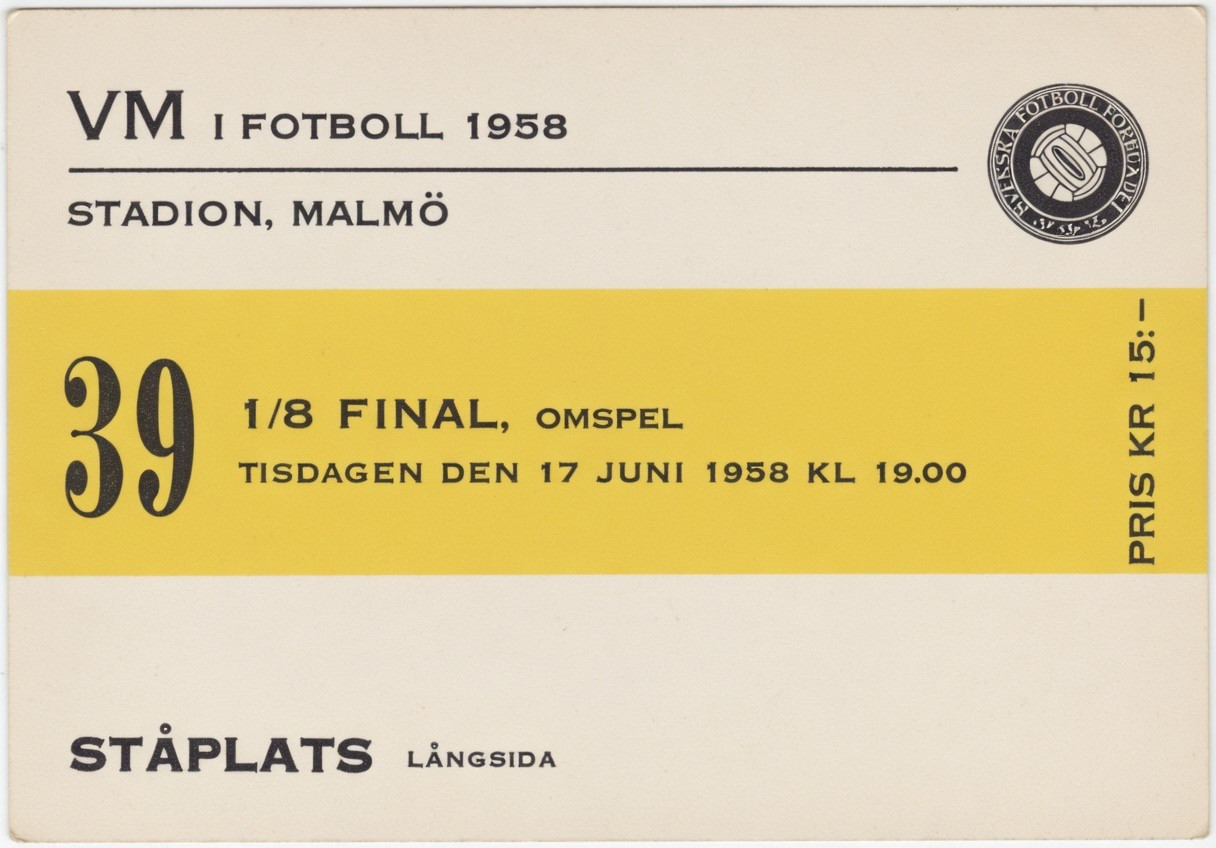 VM I FOTBOLL 1958
SVENSKA FOTBOLL FÖRBUNDET
STADION, MALMÖ
39
1/8 FINAL, OMSPEL
TISDAGEN DEN 17 JUNI 1958 KL 19.00
PRIS KR 15:–
STÅPLATS LÅNGSIDA